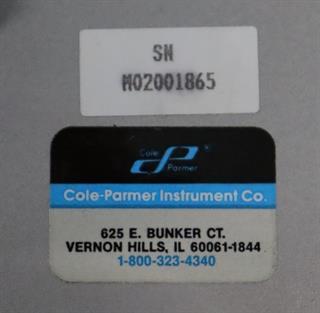 SN
M02001865
Cole
Parmer
®
Cole-Parmer Instrument Co.
625 E. BUNKER CT.
VERNON HILLS, IL 60061-1844
1-800-323-4340